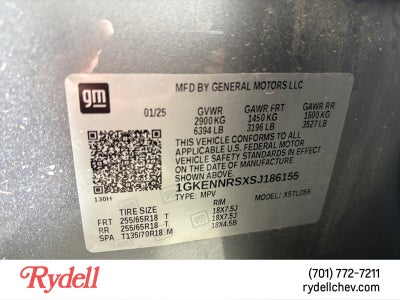 gm
MFD BY GENERAL MOTORS LLC
01/25 GVWR GAWR FRT GAWR RR
2900 KG 1450 KG 1600 KG
6394 LB 3196 LB 3527 LB
THIS VEHICLE CONFORMS TO ALL
APPLICABLE U.S. FEDERAL MOTOR
VEHICLE SAFETY STANDARDS IN EFFECT
ON THE DATE OF MANUFACTURE
SHOWN ABOVE.
1GKENNRSXSJ186155
130H TYPE: MPV MODEL:
TIRE SIZE RIM
FRT 255/65R18 T 18X7.5J
RR 255/65R18 T 18X7.5J
SPA T135/70R18 M 18X4.5B
Rydell
(701) 772-7211
rydellchev.com